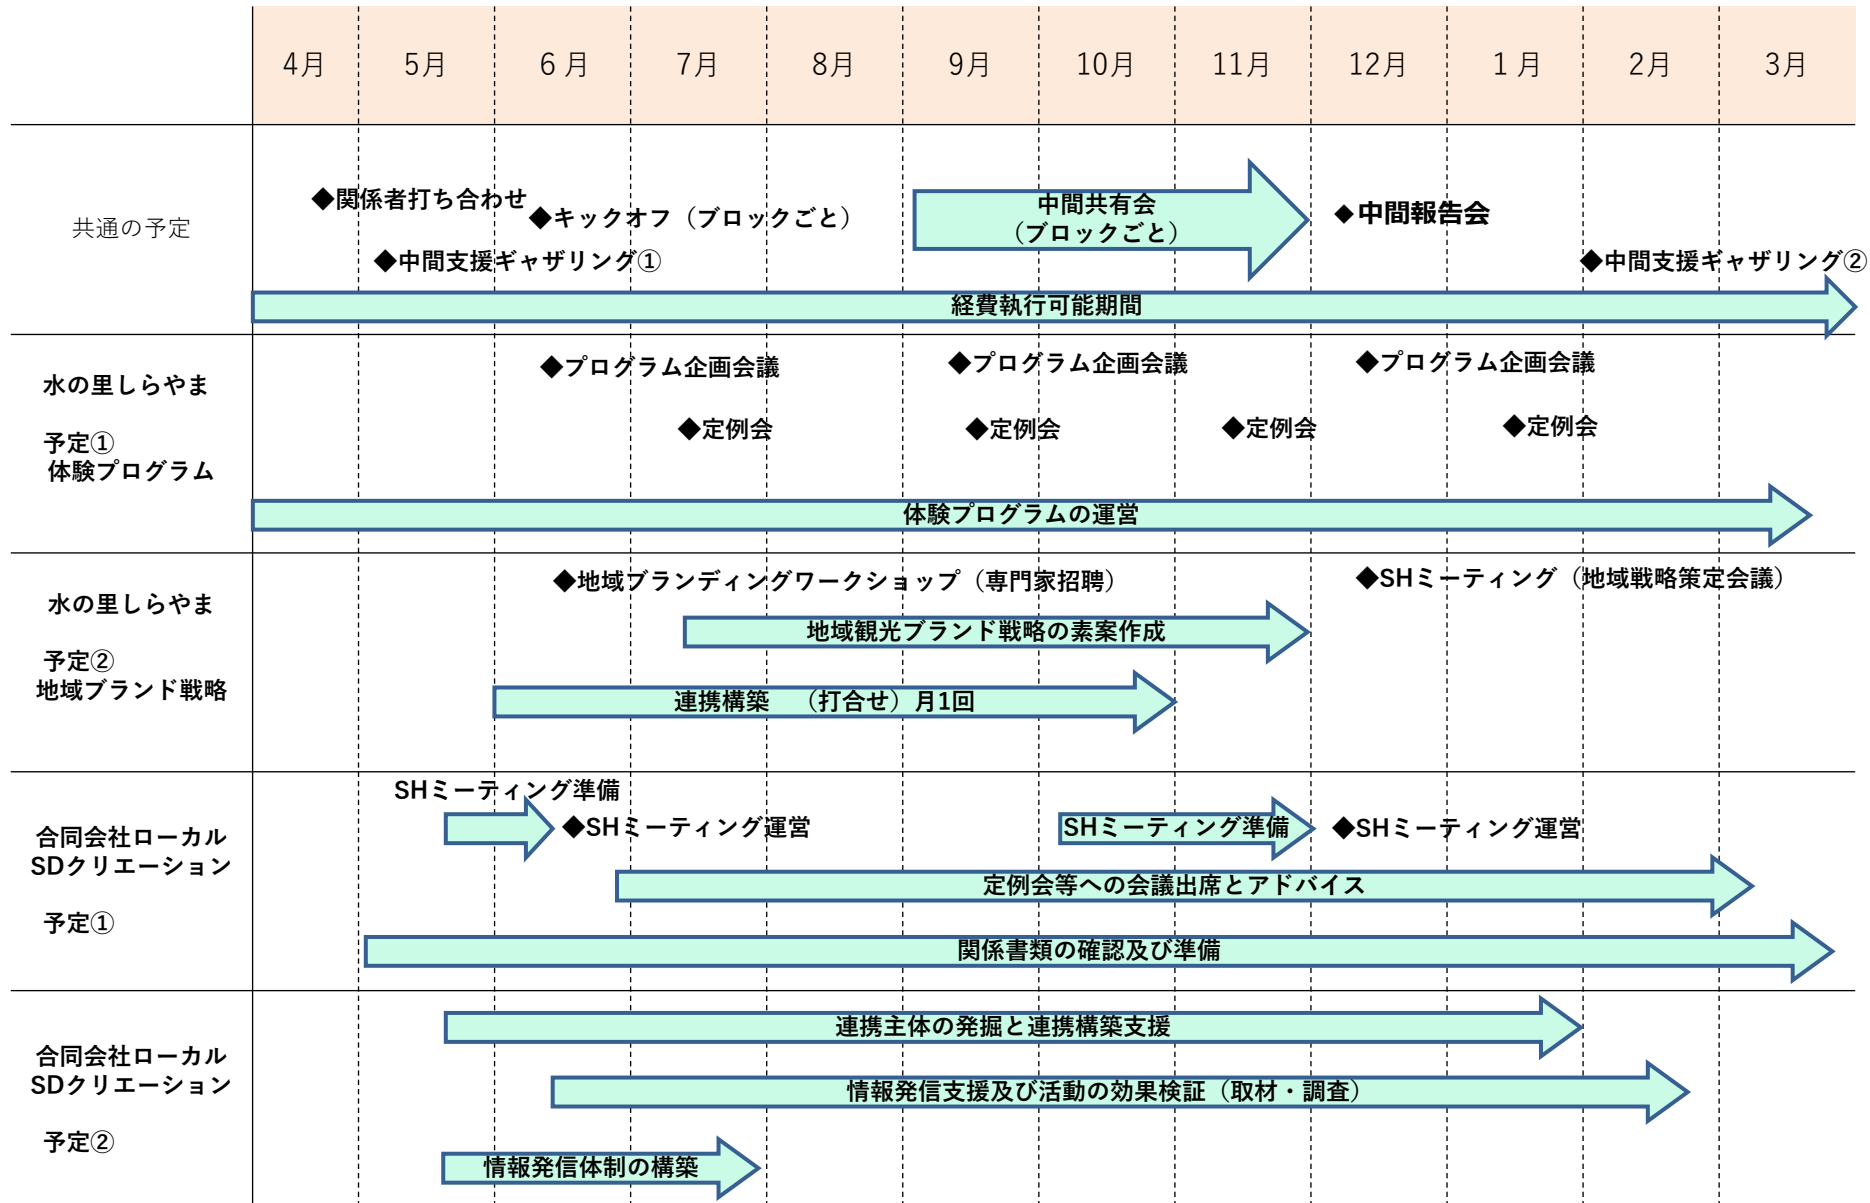 4月 5月 6月 7月 8月 9月 10月 11月 12月 1月 2月 3月
共通の予定
◆関係者打ち合わせ
◆キックオフ（ブロックごと）
◆中間支援ギャザリング①
中間共有会
（ブロックごと）
◆中間報告会
◆中間支援ギャザリング②
経費執行可能期間
水の里しらやま
予定①
体験プログラム
◆プログラム企画会議
◆プログラム企画会議
◆プログラム企画会議
◆定例会
◆定例会
◆定例会
◆定例会
体験プログラムの運営
水の里しらやま
予定②
地域ブランド戦略
◆地域ブランディングワークショップ（専門家招聘）
◆SHミーティング（地域戦略策定会議）
地域観光ブランド戦略の素案作成
連携構築　（打合せ）月1回
合同会社ローカル
SDクリエーション
予定①
SHミーティング準備
◆SHミーティング運営
SHミーティング準備
◆SHミーティング運営
定例会等への会議出席とアドバイス
関係書類の確認及び準備
合同会社ローカル
SDクリエーション
予定②
連携主体の発掘と連携構築支援
情報発信支援及び活動の効果検証（取材・調査）
情報発信体制の構築